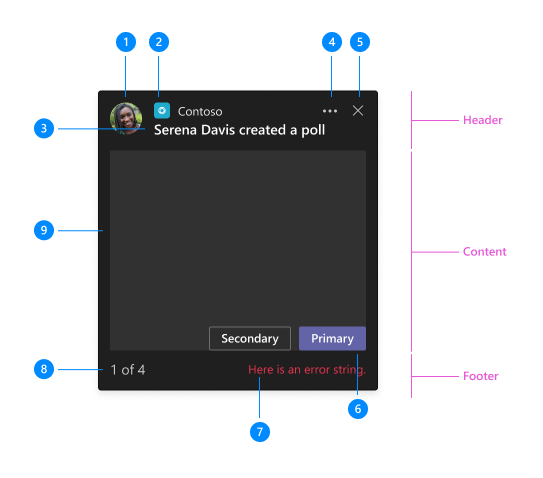 1
2
4
5
Contoso
3
Serena Davis created a poll
Header
9
Content
Secondary
Primary
8
1 of 4
Here is an error string.
Footer
6
7